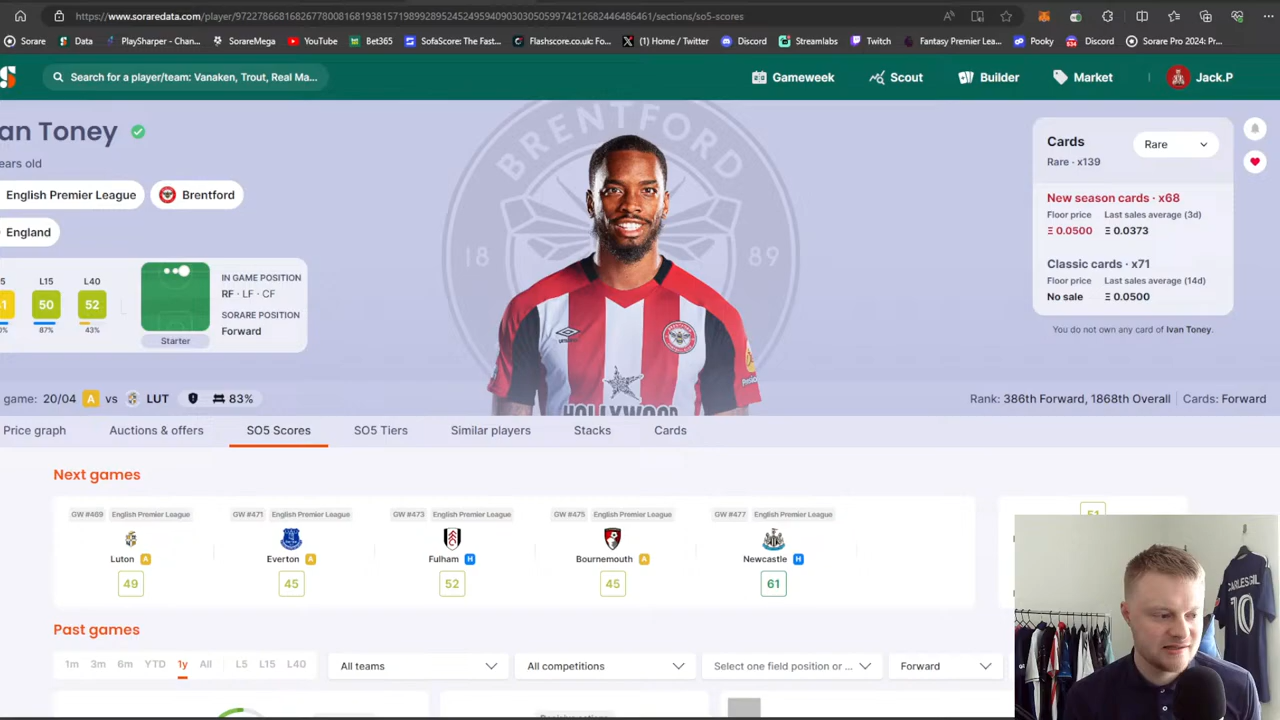 https://www.soraredata.com/player/97227866816826778008168193815719899289524524959409030305059974212682446486461/sections/so5-scores
Sorare
Data
PlaySharper - Chan...
SorareMega
YouTube
Bet365
SofaScore: The Fast...
Flashscore.co.uk: Fo...
(1) Home / Twitter
Discord
Streamlabs
Twitch
Fantasy Premier Lea...
Pooky
Discord
Sorare Pro 2024: Pr...
Search for a player/team: Vanaken, Trout, Real Ma...
Gameweek
Scout
Builder
Market
Jack.P
an Toney
ears old
English Premier League
Brentford
England
L15
L40
50
52
87%
43%
IN GAME POSITION
RF · LF · CF
SORARE POSITION
Forward
Starter
BRENTFORD
18
89
HOLLYWOOD
Cards
Rare
Rare · x139
New season cards · x68
Floor price
Last sales average (3d)
Ξ 0.0500
Ξ 0.0373
Classic cards · x71
Floor price
Last sales average (14d)
No sale
Ξ 0.0500
You do not own any card of Ivan Toney.
game: 20/04 A vs LUT 83%
Rank: 386th Forward, 1868th Overall
Cards: Forward
Price graph
Auctions & offers
SO5 Scores
SO5 Tiers
Similar players
Stacks
Cards
Next games
GW #469 English Premier League
GW #471 English Premier League
GW #473 English Premier League
GW #475 English Premier League
GW #477 English Premier League
Luton A
Everton A
Fulham H
Bournemouth A
Newcastle H
49
45
52
45
61
51
Past games
1m 3m 6m YTD 1y All L5 L15 L40
All teams
All competitions
Select one field position or ...
Forward
CARLES GIL
10